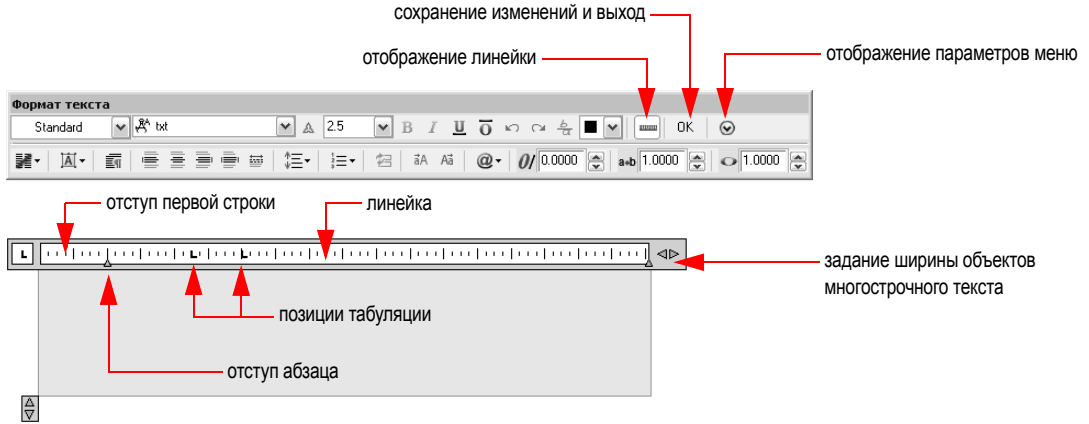 сохранение изменений и выход
отображение линейки
отображение параметров меню
Формат текста
Standard txt 2.5 B I U O OK
A @ 0/ 0.0000 a•b 1.0000 1.0000
отступ первой строки
линейка
задание ширины объектов
многострочного текста
позиции табуляции
отступ абзаца